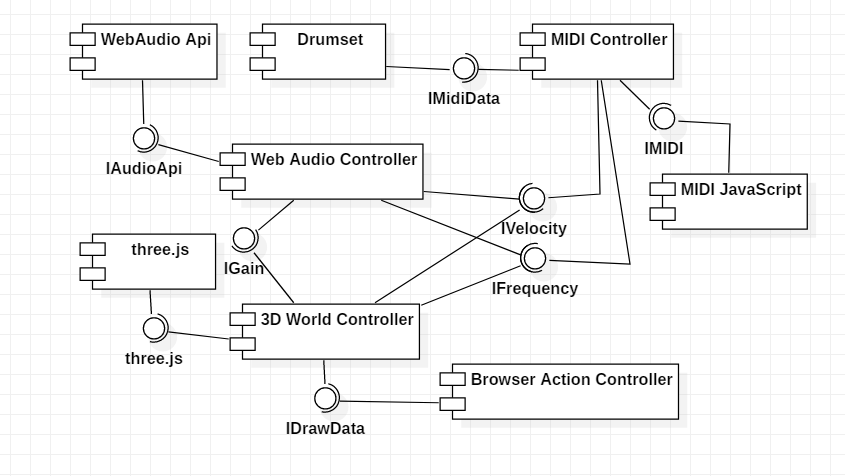 WebAudio Api
Drumset
MIDI Controller
IMidiData
IMIDI
IAudioApi
Web Audio Controller
MIDI JavaScript
IVelocity
three.js
IGain
IFrequency
3D World Controller
three.js
Browser Action Controller
IDrawData